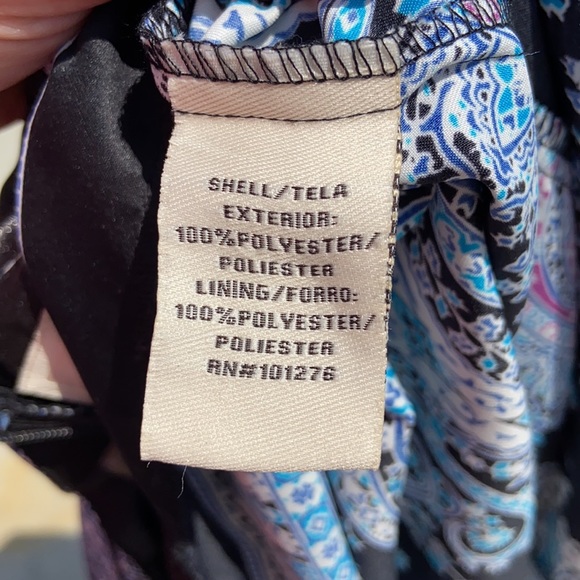 SHELL/TELA
EXTERIOR:
100%POLYESTER/
POLIESTER
LINING/FORRO:
100%POLYESTER/
POLIESTER
RN#101276